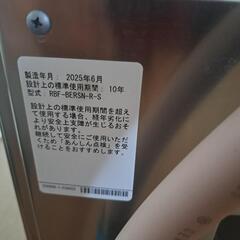 製造年月： 2025年6月
設計上の標準使用期間： 10年
型式：RBF-BERSN-R-S
設計上の標準使用期間を超え
て使用する場合、経年劣化に
より安全上支障が生じるおそ
れがあります。
継続して安全にご使用いただ
くため「あんしん点検」を受
けることをおすすめします。